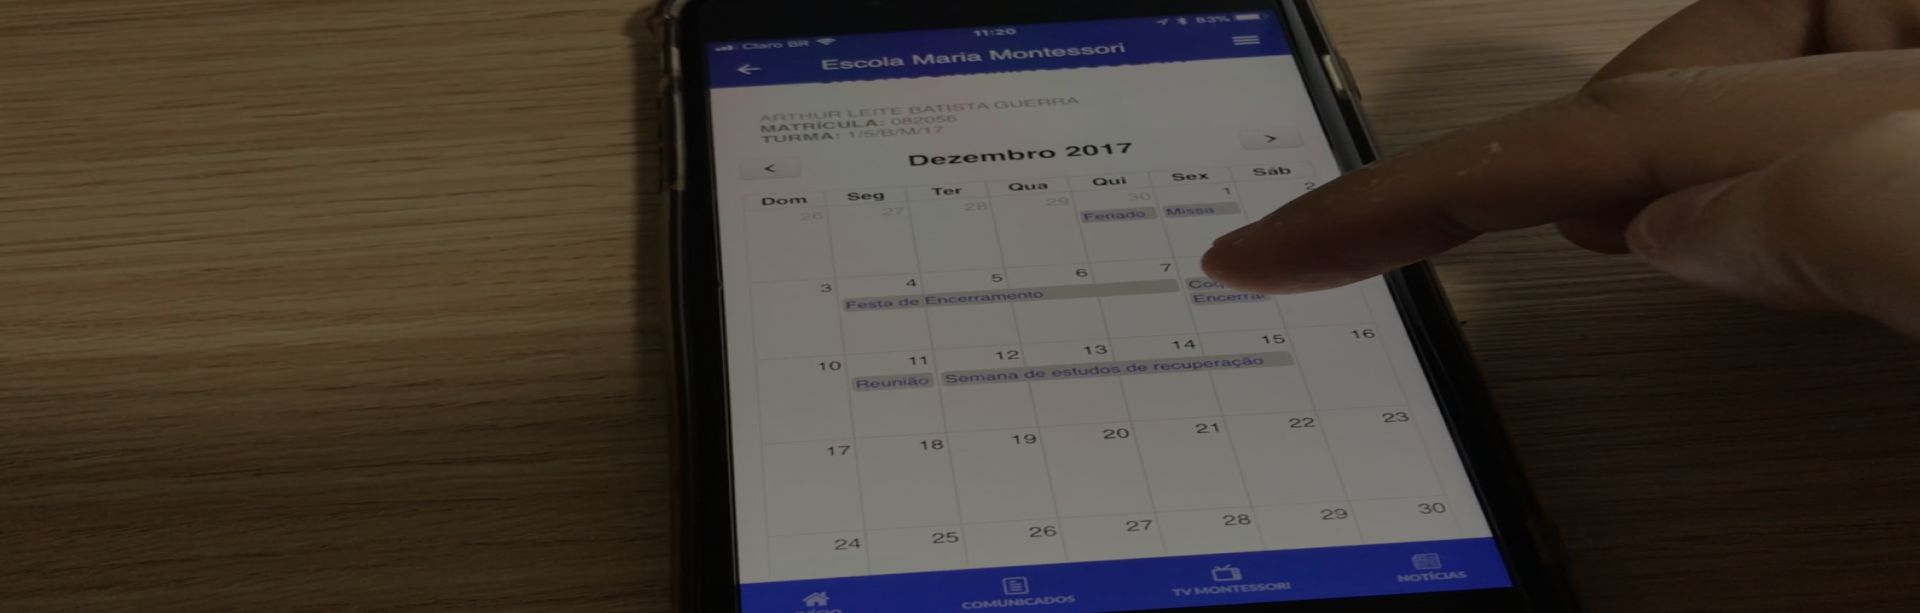 Claro BR 11:20 83%
Escola Maria Montessori
ARTHUR LEITE BATISTA GUERRA
MATRÍCULA: 082056
TURMA: 1/5/B/M/17
< Dezembro 2017 >
Dom Seg Ter Qua Qui Sex Sáb
26 27 28 29 30 1 2
Feriado Missa
3 4 5 6 7
Festa de Encerramento
10 11 12 13 14 15 16
Reunião Semana de estudos de recuperação
17 18 19 20 21 22 23
24 25 26 27 28 29 30
COMUNICADOS TV MONTESSORI NOTÍCIAS